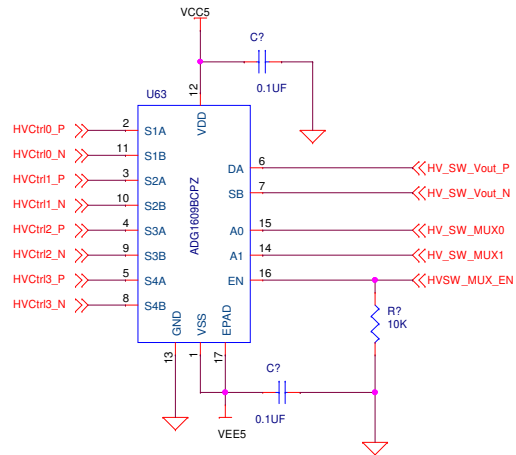 VCC5
C?
0.1UF
12
U63
VDD
HVCtrl0_P 2 S1A
HVCtrl0_N 11 S1B
HVCtrl1_P 3 S2A
HVCtrl1_N 10 S2B
HVCtrl2_P 4 S3A
HVCtrl2_N 9 S3B
HVCtrl3_P 5 S4A
HVCtrl3_N 8 S4B
ADG1609BCPZ
DA 6 HV_SW_Vout_P
SB 7 HV_SW_Vout_N
A0 15 HV_SW_MUX0
A1 14 HV_SW_MUX1
EN 16 HVSW_MUX_EN
R?
10K
GND VSS EPAD
13 1 17
C?
0.1UF
VEE5